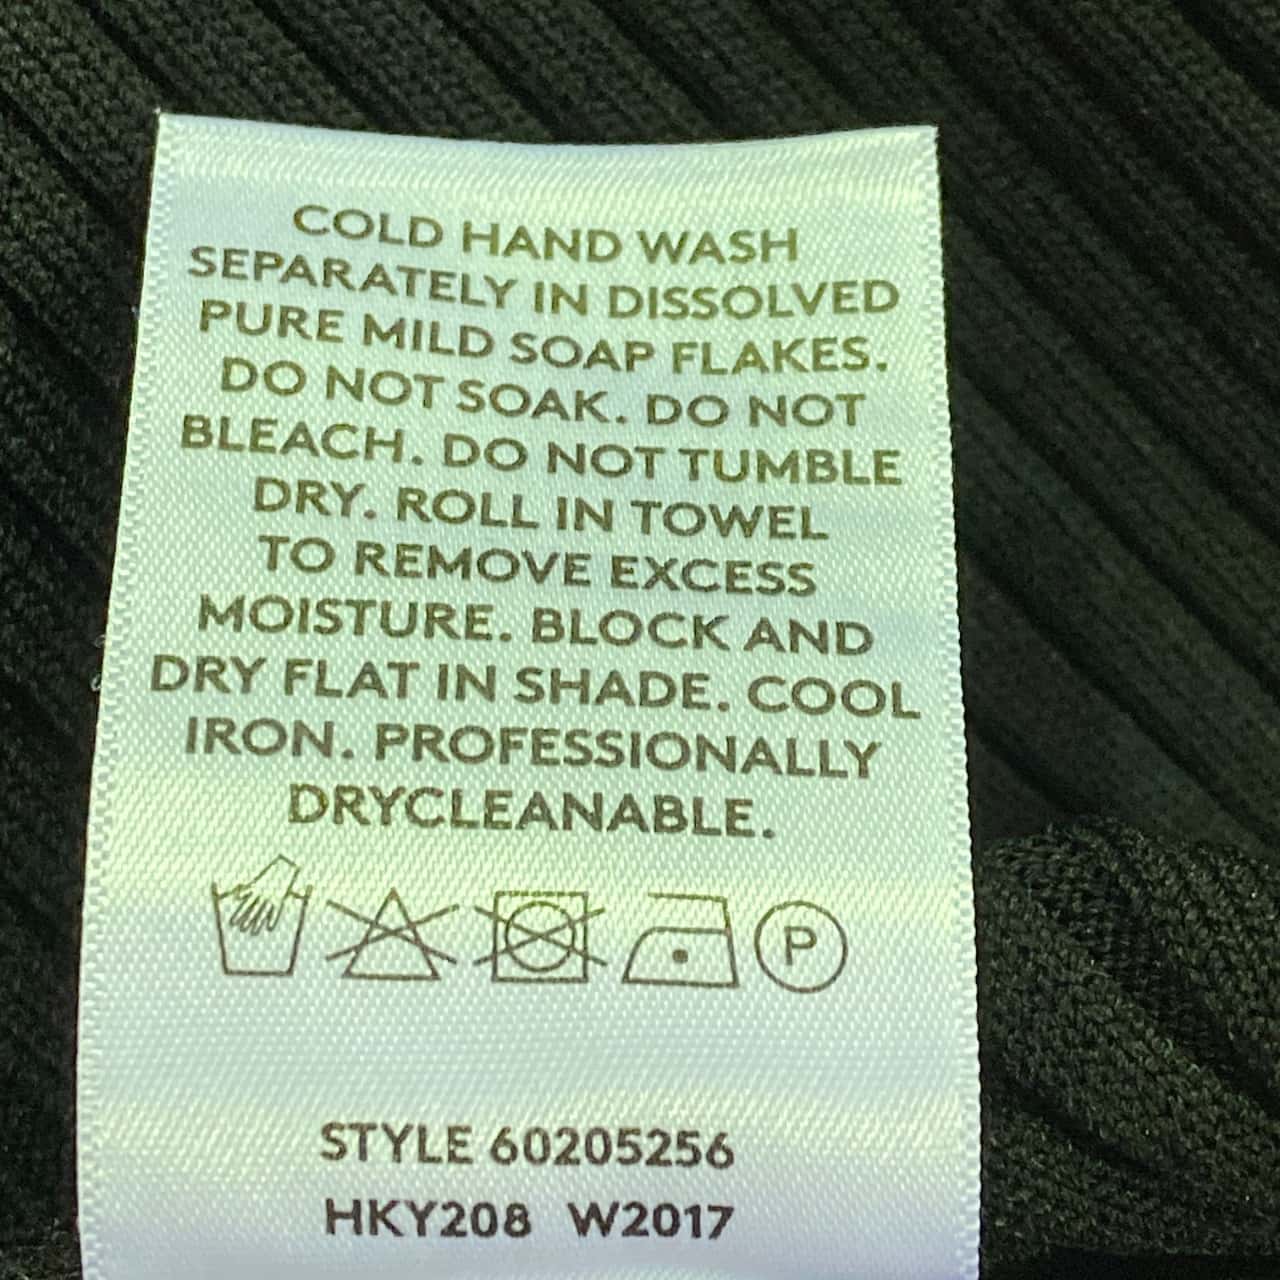 COLD HAND WASH
SEPARATELY IN DISSOLVED
PURE MILD SOAP FLAKES.
DO NOT SOAK. DO NOT
BLEACH. DO NOT TUMBLE
DRY. ROLL IN TOWEL
TO REMOVE EXCESS
MOISTURE. BLOCK AND
DRY FLAT IN SHADE. COOL
IRON. PROFESSIONALLY
DRYCLEANABLE.
P
STYLE 60205256
HKY208 W2017